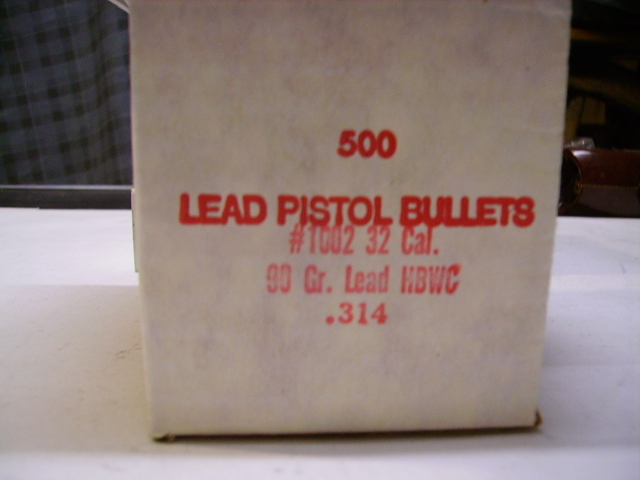 500
LEAD PISTOL BULLETS
#1002 32 Cal.
90 Gr. Lead HBWC
.314